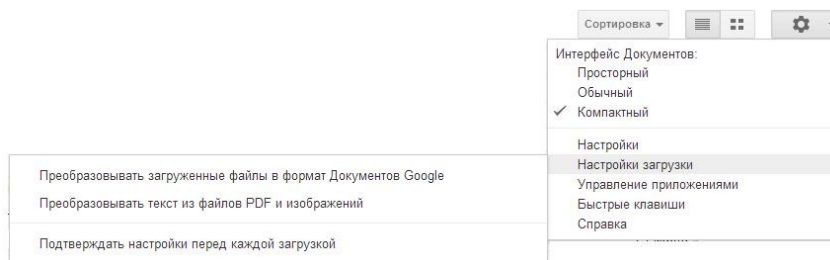 Сортировка
Интерфейс Документов:
Просторный
Обычный
Компактный
Настройки
Настройки загрузки
Управление приложениями
Быстрые клавиши
Справка
Преобразовывать загруженные файлы в формат Документов Google
Преобразовывать текст из файлов PDF и изображений
Подтверждать настройки перед каждой загрузкой